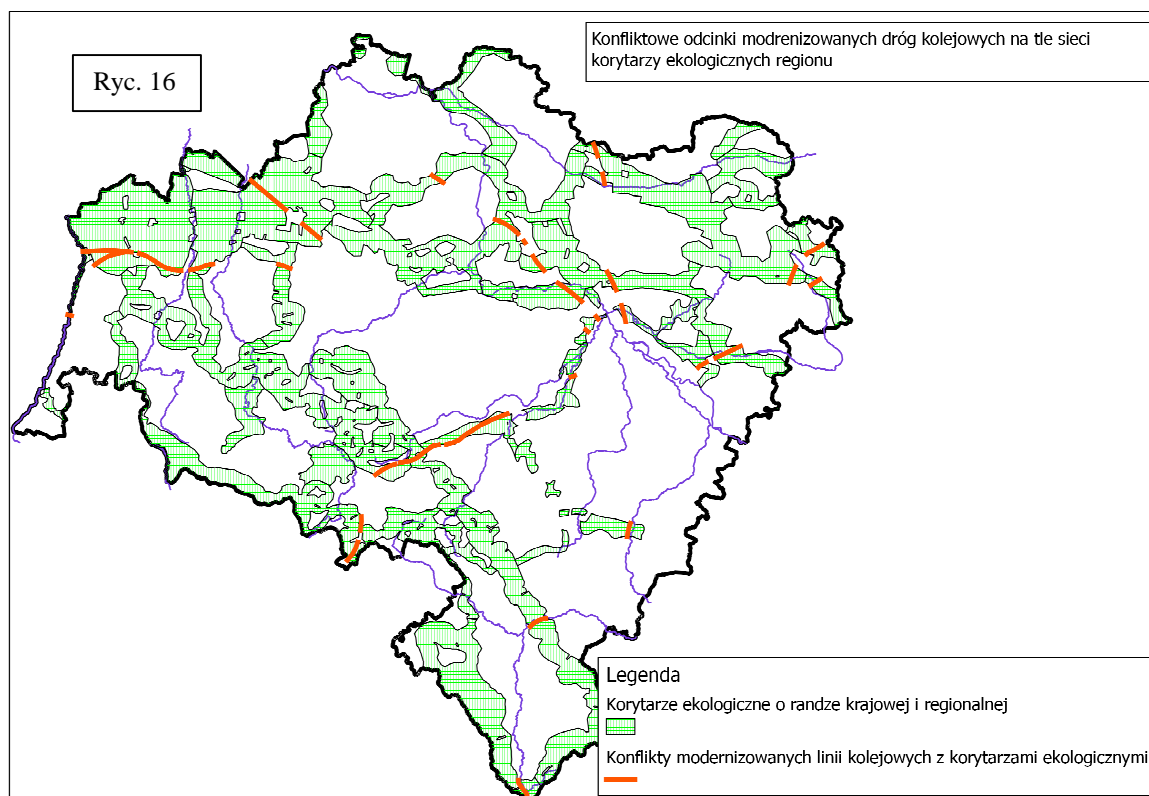 Ryc. 16
Konfliktowe odcinki modrenizowanych dróg kolejowych na tle sieci
korytarzy ekologicznych regionu
Legenda
Korytarze ekologiczne o randze krajowej i regionalnej
Konflikty modernizowanych linii kolejowych z korytarzami ekologicznymi